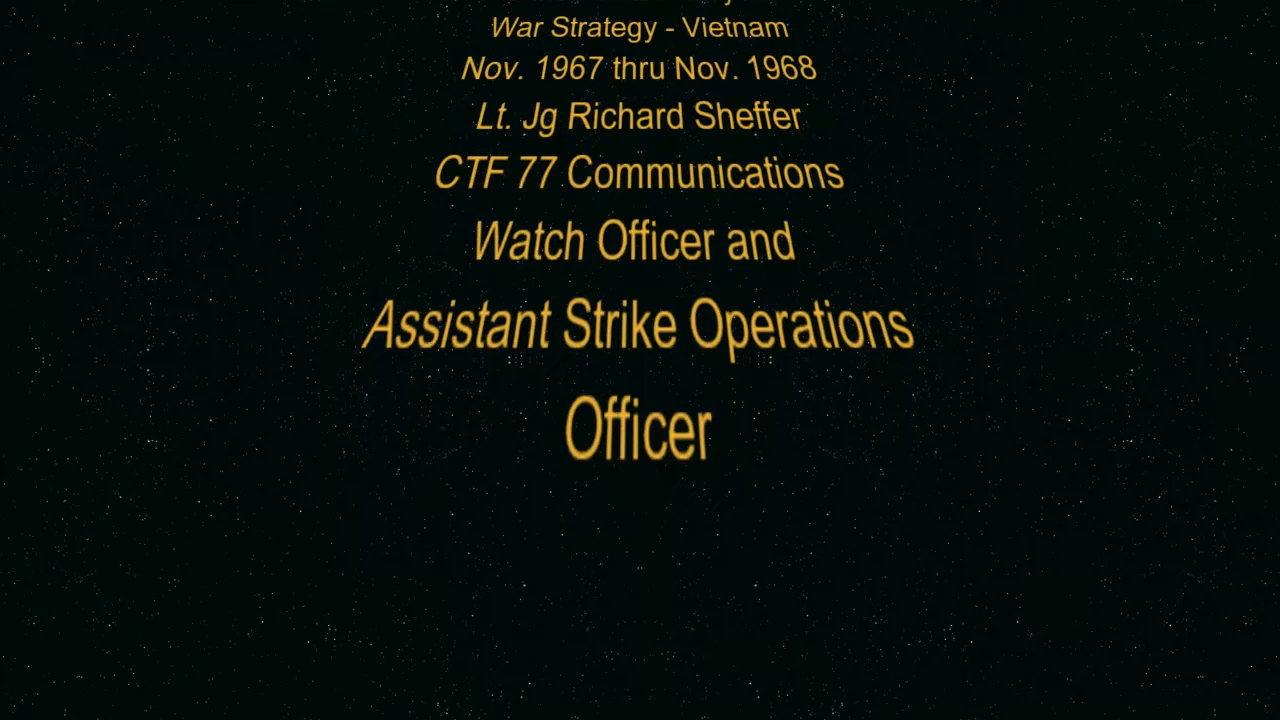 War Strategy - Vietnam
Nov. 1967 thru Nov. 1968
Lt. Jg Richard Sheffer
CTF 77 Communications
Watch Officer and
Assistant Strike Operations
Officer